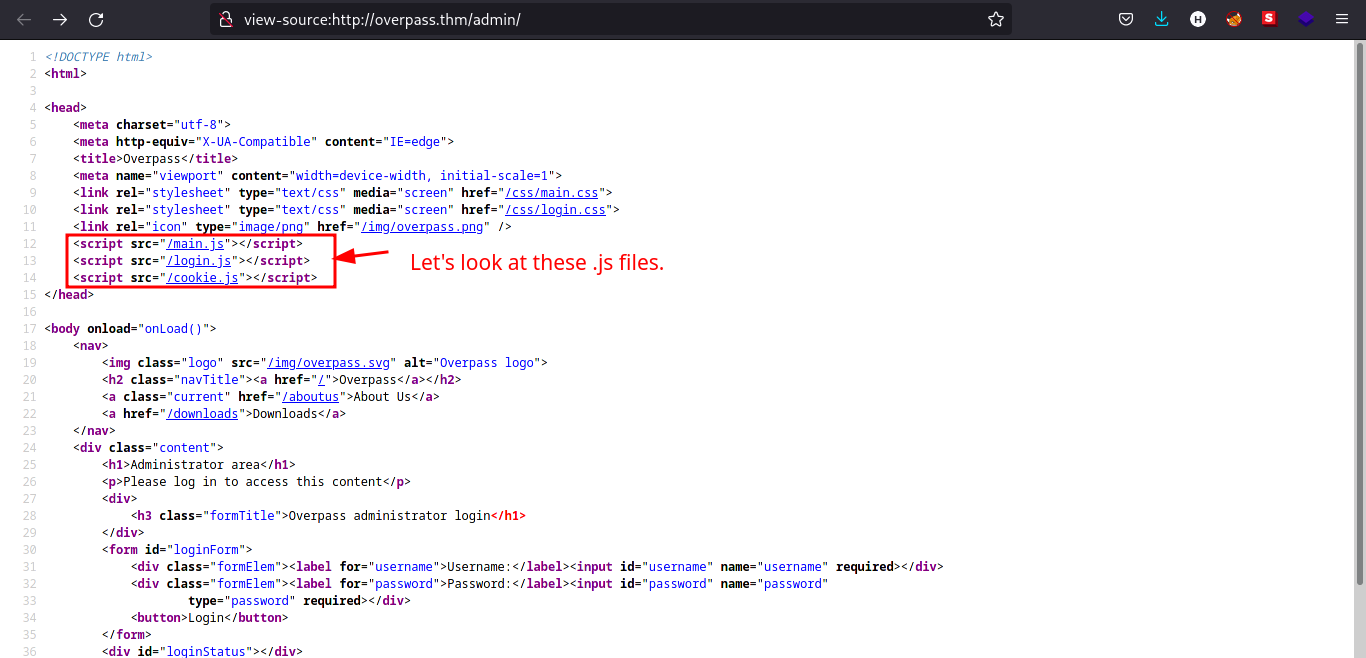 view-source:http://overpass.thm/admin/
H
S
1 <!DOCTYPE html>
2 <html>
3
4 <head>
5 <meta charset="utf-8">
6 <meta http-equiv="X-UA-Compatible" content="IE=edge">
7 <title>Overpass</title>
8 <meta name="viewport" content="width=device-width, initial-scale=1">
9 <link rel="stylesheet" type="text/css" media="screen" href="/css/main.css">
10 <link rel="stylesheet" type="text/css" media="screen" href="/css/login.css">
11 <link rel="icon" type="image/png" href="/img/overpass.png" />
12 <script src="/main.js"></script>
13 <script src="/login.js"></script>
14 <script src="/cookie.js"></script>
Let's look at these .js files.
15 </head>
16
17 <body onload="onLoad()">
18 <nav>
19 <img class="logo" src="/img/overpass.svg" alt="Overpass logo">
20 <h2 class="navTitle"><a href="/">Overpass</a></h2>
21 <a class="current" href="/aboutus">About Us</a>
22 <a href="/downloads">Downloads</a>
23 </nav>
24 <div class="content">
25 <h1>Administrator area</h1>
26 <p>Please log in to access this content</p>
27 <div>
28 <h3 class="formTitle">Overpass administrator login</h1>
29 </div>
30 <form id="loginForm">
31 <div class="formElem"><label for="username">Username:</label><input id="username" name="username" required></div>
32 <div class="formElem"><label for="password">Password:</label><input id="password" name="password"
33 type="password" required></div>
34 <button>Login</button>
35 </form>
36 <div id="loginStatus"></div>